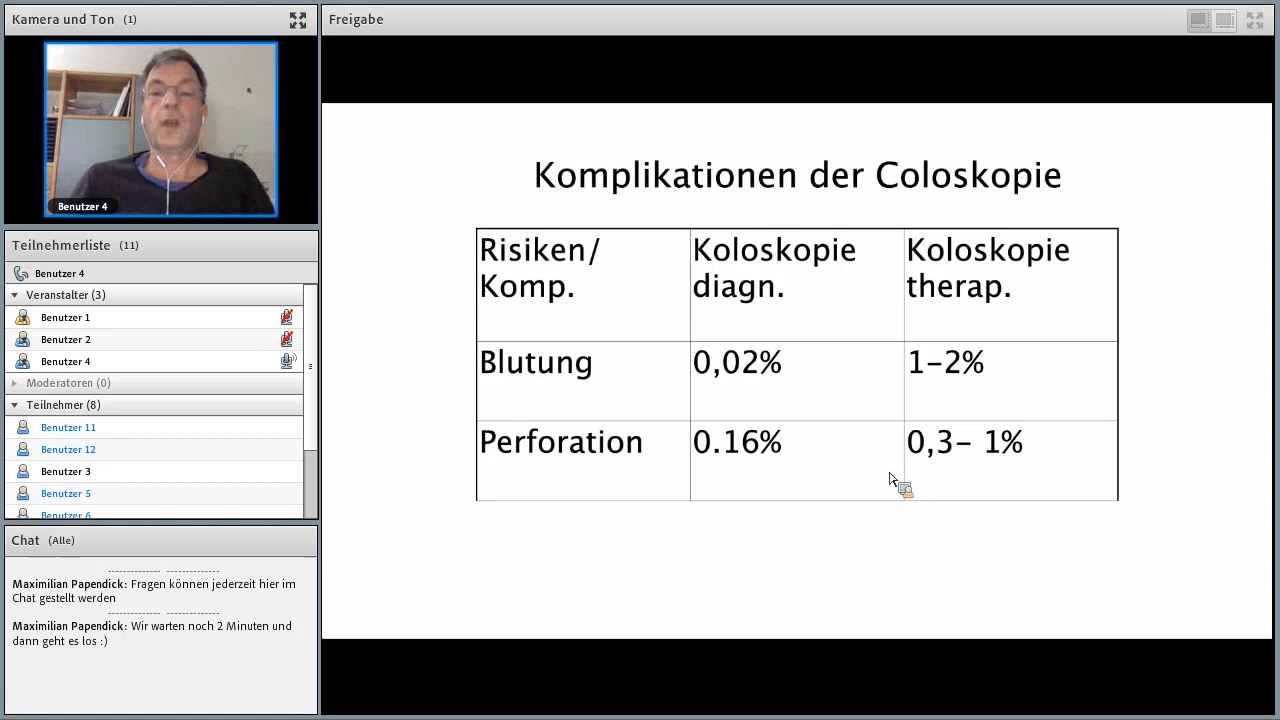 Kamera und Ton (1)
Benutzer 4
Teilnehmerliste (11)
Benutzer 4
Veranstalter (3)
Benutzer 1
Benutzer 2
Benutzer 4
Moderatoren (0)
Teilnehmer (8)
Benutzer 11
Benutzer 12
Benutzer 3
Benutzer 5
Benutzer 6
Chat (Alle)
-------------- --------------
Maximilian Papendick: Fragen können jederzeit hier im
Chat gestellt werden
-------------- --------------
Maximilian Papendick: Wir warten noch 2 Minuten und
dann geht es los :)
Freigabe
Komplikationen der Coloskopie
Risiken/ Koloskopie Koloskopie
Komp. diagn. therap.
Blutung 0,02% 1-2%
Perforation 0.16% 0,3- 1%